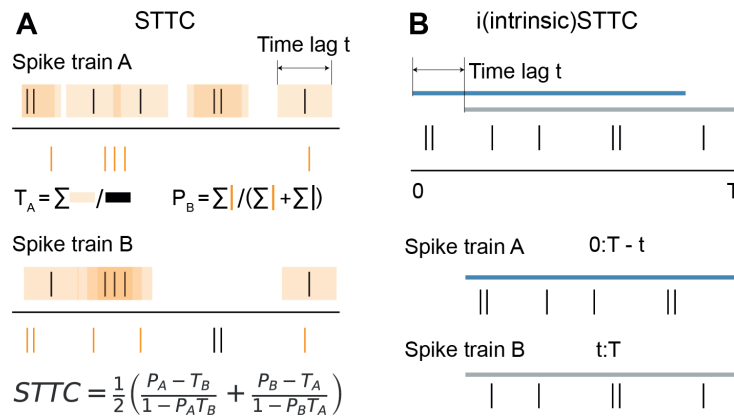 A STTC
Time lag t
Spike train A
T_A = Σ / P_B = Σ|/(Σ|+Σ|)
Spike train B
STTC = 1/2 ( (P_A − T_B)/(1 − P_A T_B) + (P_B − T_A)/(1 − P_B T_A) )
B i(intrinsic)STTC
Time lag t
0 T
Spike train A 0:T - t
Spike train B t:T